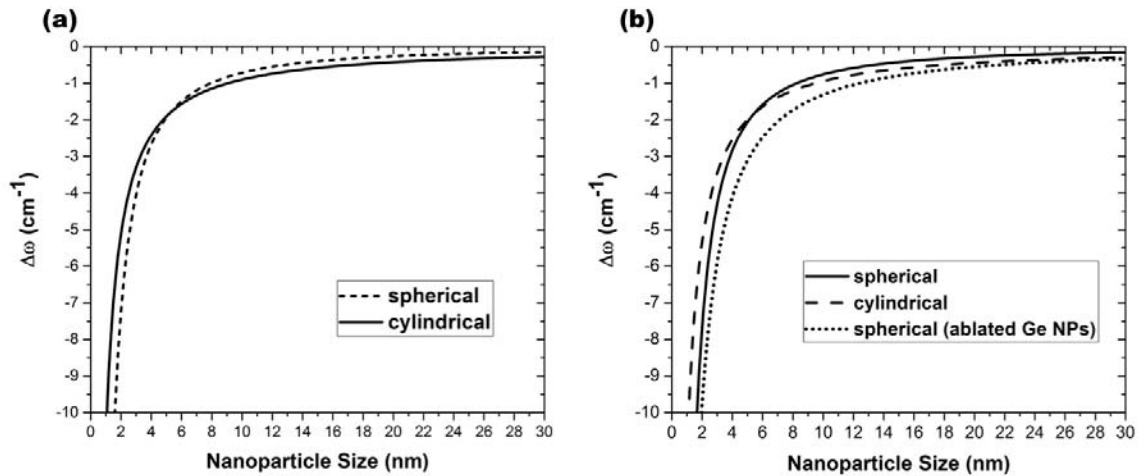 (a)
0
-1
-2
-3
-4
-5
-6
-7
-8
-9
-10
Δω (cm⁻¹)
spherical
cylindrical
0 2 4 6 8 10 12 14 16 18 20 22 24 26 28 30
Nanoparticle Size (nm)
(b)
0
-1
-2
-3
-4
-5
-6
-7
-8
-9
-10
Δω (cm⁻¹)
spherical
cylindrical
spherical (ablated Ge NPs)
0 2 4 6 8 10 12 14 16 18 20 22 24 26 28 30
Nanoparticle Size (nm)